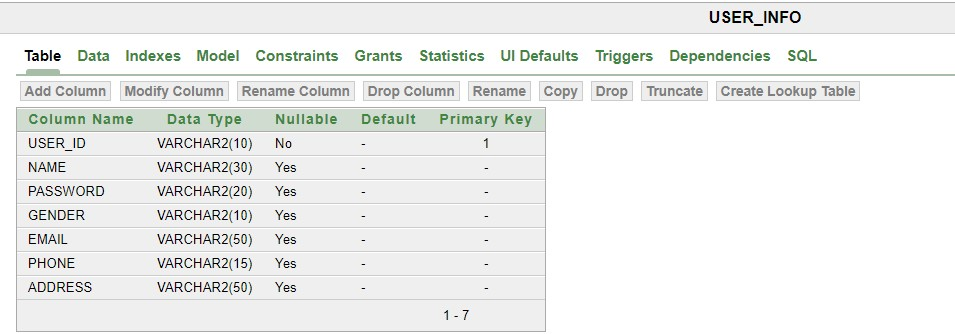 USER_INFO
Table Data Indexes Model Constraints Grants Statistics UI Defaults Triggers Dependencies SQL
Add Column Modify Column Rename Column Drop Column Rename Copy Drop Truncate Create Lookup Table
Column Name Data Type Nullable Default Primary Key
USER_ID VARCHAR2(10) No - 1
NAME VARCHAR2(30) Yes - -
PASSWORD VARCHAR2(20) Yes - -
GENDER VARCHAR2(10) Yes - -
EMAIL VARCHAR2(50) Yes - -
PHONE VARCHAR2(15) Yes - -
ADDRESS VARCHAR2(50) Yes - -
1 - 7